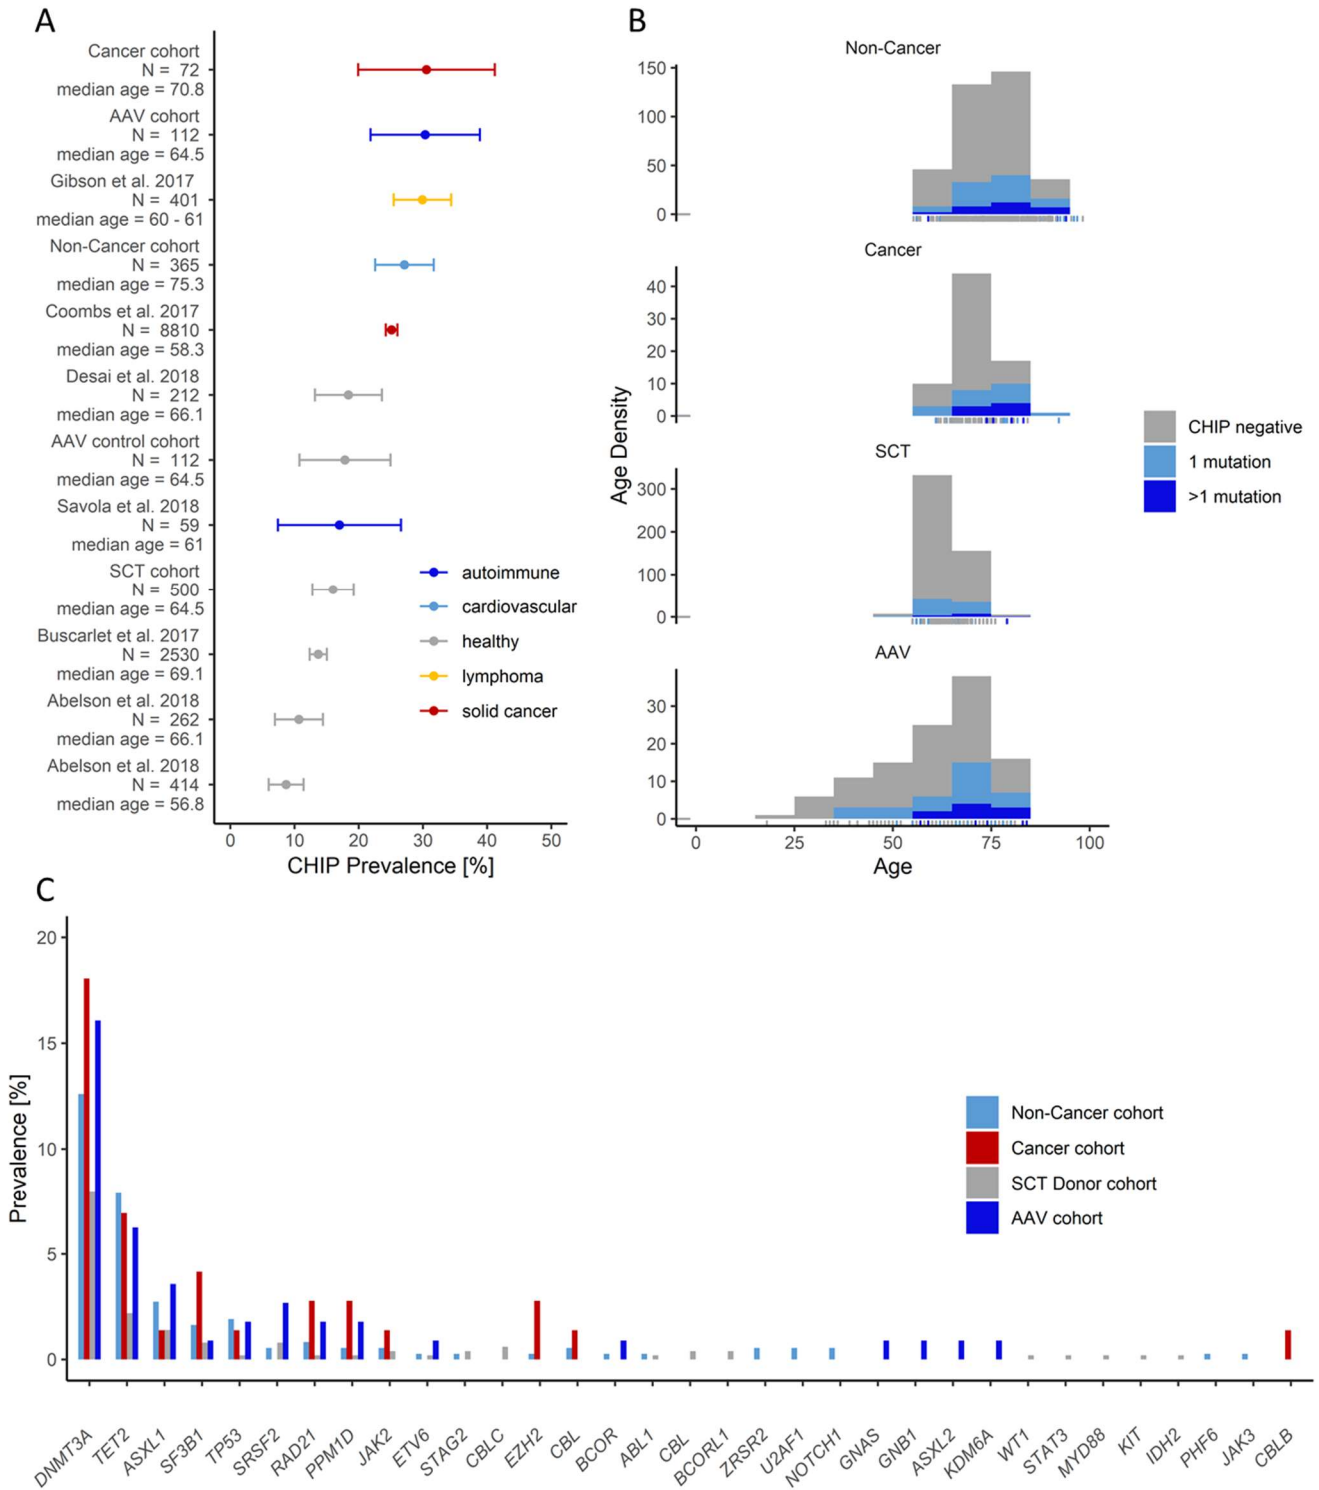 A
Cancer cohort
N = 72
median age = 70.8
AAV cohort
N = 112
median age = 64.5
Gibson et al. 2017
N = 401
median age = 60 - 61
Non-Cancer cohort
N = 365
median age = 75.3
Coombs et al. 2017
N = 8810
median age = 58.3
Desai et al. 2018
N = 212
median age = 66.1
AAV control cohort
N = 112
median age = 64.5
Savola et al. 2018
N = 59
median age = 61
SCT cohort
N = 500
median age = 64.5
Buscarlet et al. 2017
N = 2530
median age = 69.1
Abelson et al. 2018
N = 262
median age = 66.1
Abelson et al. 2018
N = 414
median age = 56.8
autoimmune
cardiovascular
healthy
lymphoma
solid cancer
0 10 20 30 40 50
CHIP Prevalence [%]
B
Non-Cancer
150
100
50
0
Cancer
40
30
20
10
0
SCT
300
200
100
0
AAV
30
20
10
0
0 25 50 75 100
Age
Age Density
CHIP negative
1 mutation
>1 mutation
C
20
15
10
5
0
Prevalence [%]
Non-Cancer cohort
Cancer cohort
SCT Donor cohort
AAV cohort
DNMT3A
TET2
ASXL1
SF3B1
TP53
SRSF2
RAD21
PPM1D
JAK2
ETV6
STAG2
CBLC
EZH2
CBL
BCOR
ABL1
CBL
BCORL1
ZRSR2
U2AF1
NOTCH1
GNAS
GNB1
ASXL2
KDM6A
WT1
STAT3
MYD88
KIT
IDH2
PHF6
JAK3
CBLB